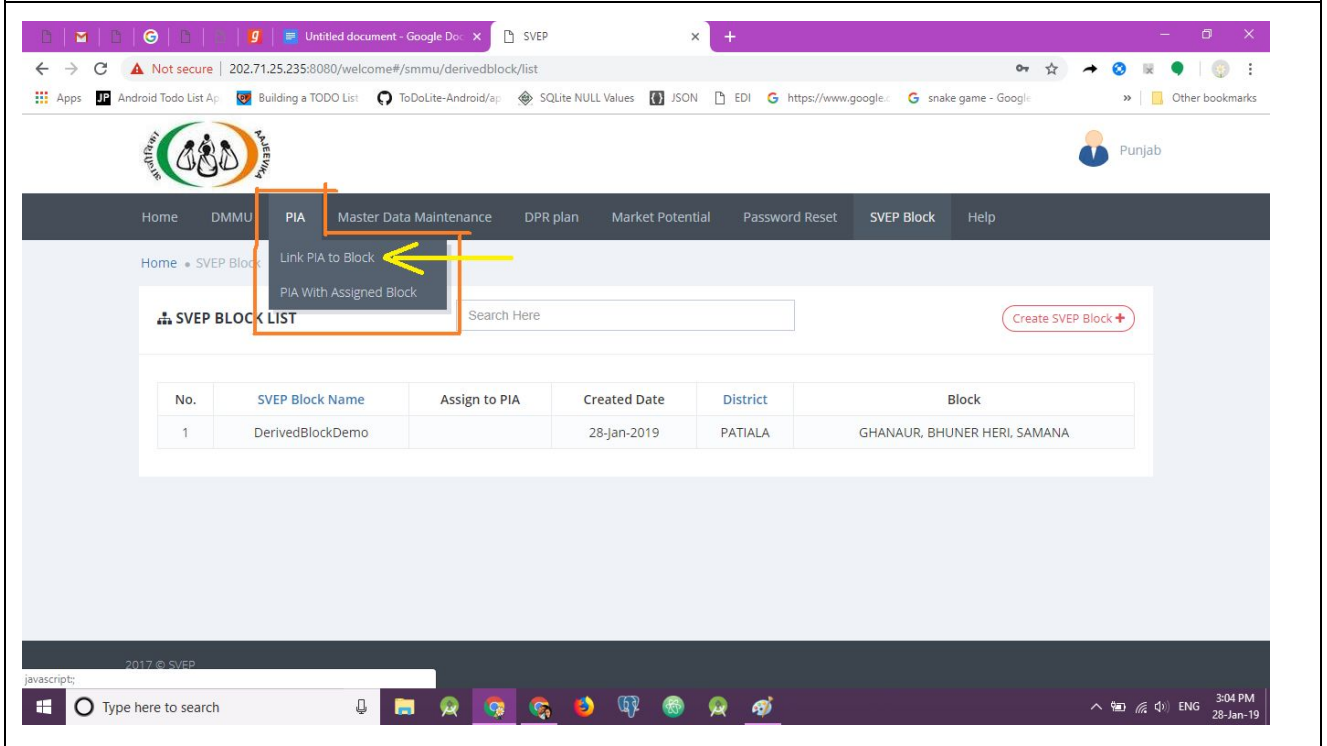 Untitled document - Google Doc
SVEP
Not secure | 202.71.25.235:8080/welcome#/smmu/derivedblock/list
Apps
Android Todo List Ap
Building a TODO List
ToDoLite-Android/ap
SQLite NULL Values
JSON
EDI
https://www.google.c
snake game - Google
»
Other bookmarks
आजीविका
AAJEEVIKA
Punjab
Home DMMU PIA Master Data Maintenance DPR plan Market Potential Password Reset SVEP Block Help
Home • SVEP Block
Link PIA to Block
PIA With Assigned Block
SVEP BLOCK LIST
Search Here
Create SVEP Block +
No. SVEP Block Name Assign to PIA Created Date District Block
1 DerivedBlockDemo 28-Jan-2019 PATIALA GHANAUR, BHUNER HERI, SAMANA
2017 © SVEP
javascript:;
Type here to search
ENG
3:04 PM
28-Jan-19